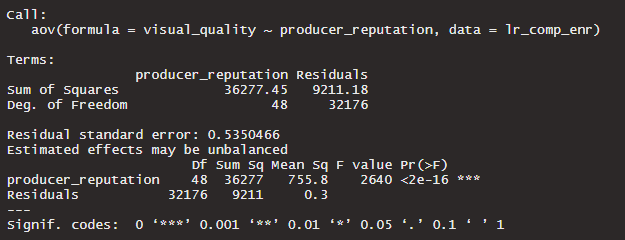 Call:
   aov(formula = visual_quality ~ producer_reputation, data = lr_comp_enr)

Terms:
                producer_reputation Residuals
Sum of Squares             36277.45   9211.18
Deg. of Freedom                  48     32176

Residual standard error: 0.5350466
Estimated effects may be unbalanced
                       Df Sum Sq Mean Sq F value Pr(>F)
producer_reputation    48  36277   755.8    2640 <2e-16 ***
Residuals           32176   9211     0.3
---
Signif. codes:  0 ‘***’ 0.001 ‘**’ 0.01 ‘*’ 0.05 ‘.’ 0.1 ‘ ’ 1